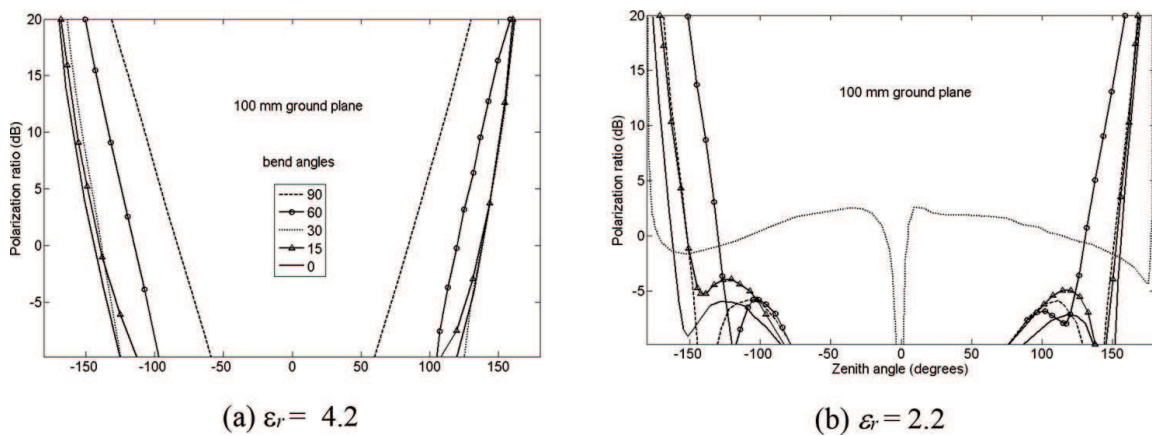 20
15
10
5
0
-5
Polarization ratio (dB)
100 mm ground plane
bend angles
90
60
30
15
0
-150 -100 -50 0 50 100 150
(a) εr = 4.2
20
15
10
5
0
-5
Polarization ratio (dB)
100 mm ground plane
-150 -100 -50 0 50 100 150
Zenith angle (degrees)
(b) εr = 2.2